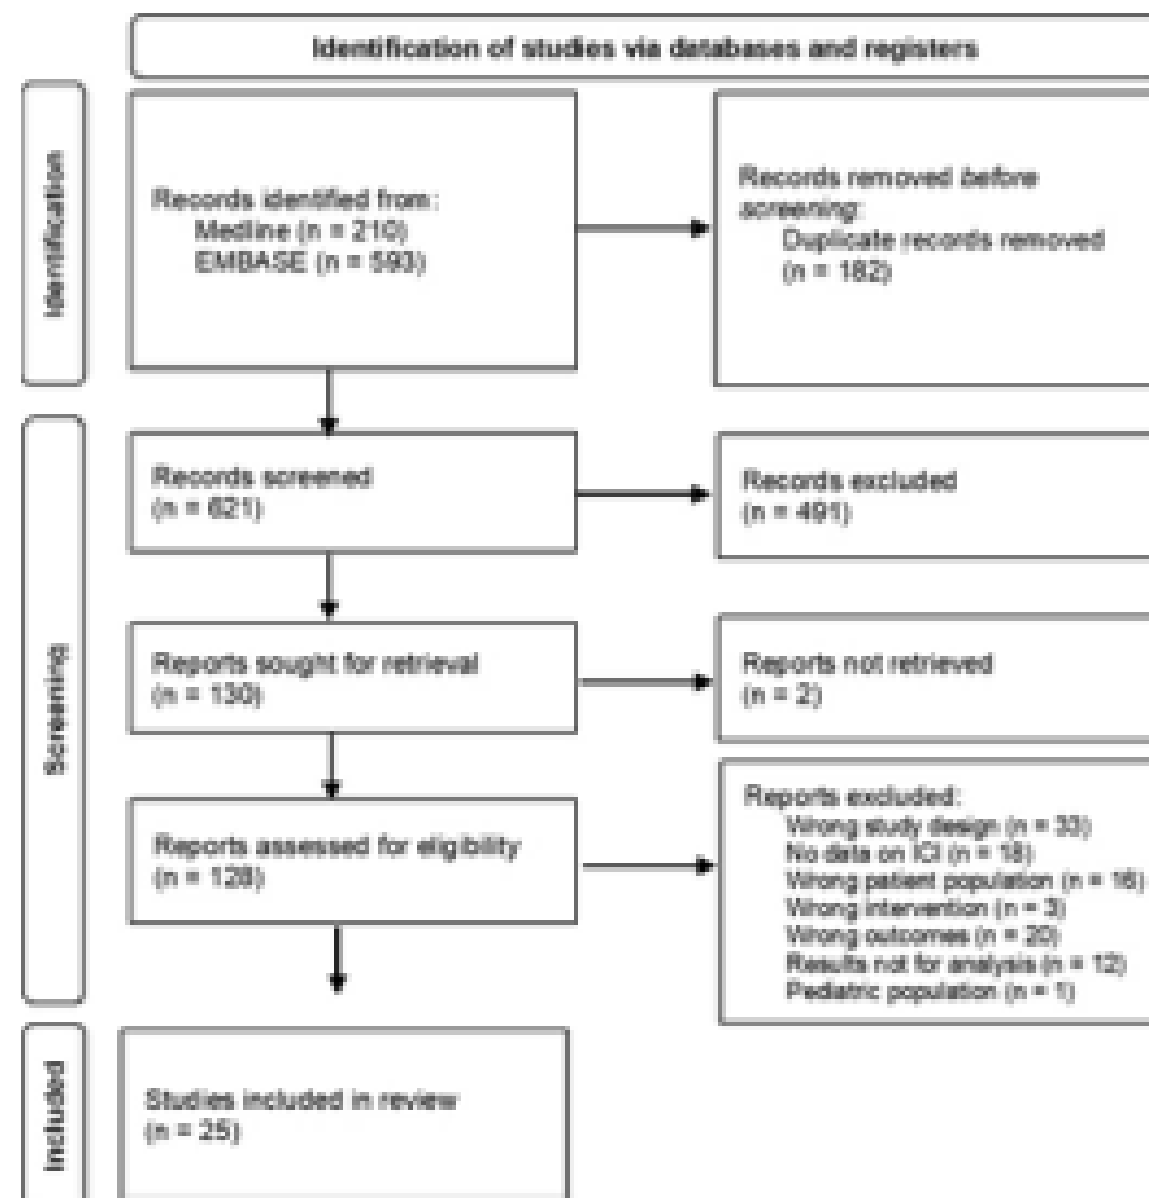 Identification of studies via databases and registers
Identification
Records identified from:
Medline (n = 210)
EMBASE (n = 593)
Records removed before
screening:
Duplicate records removed
(n = 182)
Screening
Records screened
(n = 621)
Records excluded
(n = 491)
Reports sought for retrieval
(n = 130)
Reports not retrieved
(n = 2)
Reports assessed for eligibility
(n = 128)
Reports excluded:
Wrong study design (n = 33)
No data on ICI (n = 18)
Wrong patient population (n = 16)
Wrong intervention (n = 3)
Wrong outcomes (n = 20)
Results not for analysis (n = 12)
Pediatric population (n = 1)
Included
Studies included in review
(n = 25)